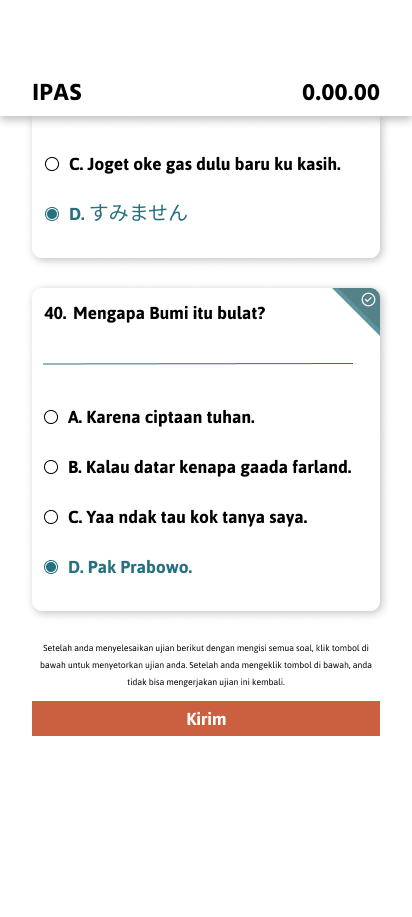 IPAS
0.00.00
C. Joget oke gas dulu baru ku kasih.
D. すみません
40. Mengapa Bumi itu bulat?
A. Karena ciptaan tuhan.
B. Kalau datar kenapa gaada farland.
C. Yaa ndak tau kok tanya saya.
D. Pak Prabowo.
Setelah anda menyelesaikan ujian berikut dengan mengisi semua soal, klik tombol di
bawah untuk menyetorkan ujian anda. Setelah anda mengeklik tombol di bawah, anda
tidak bisa mengerjakan ujian ini kembali.
Kirim